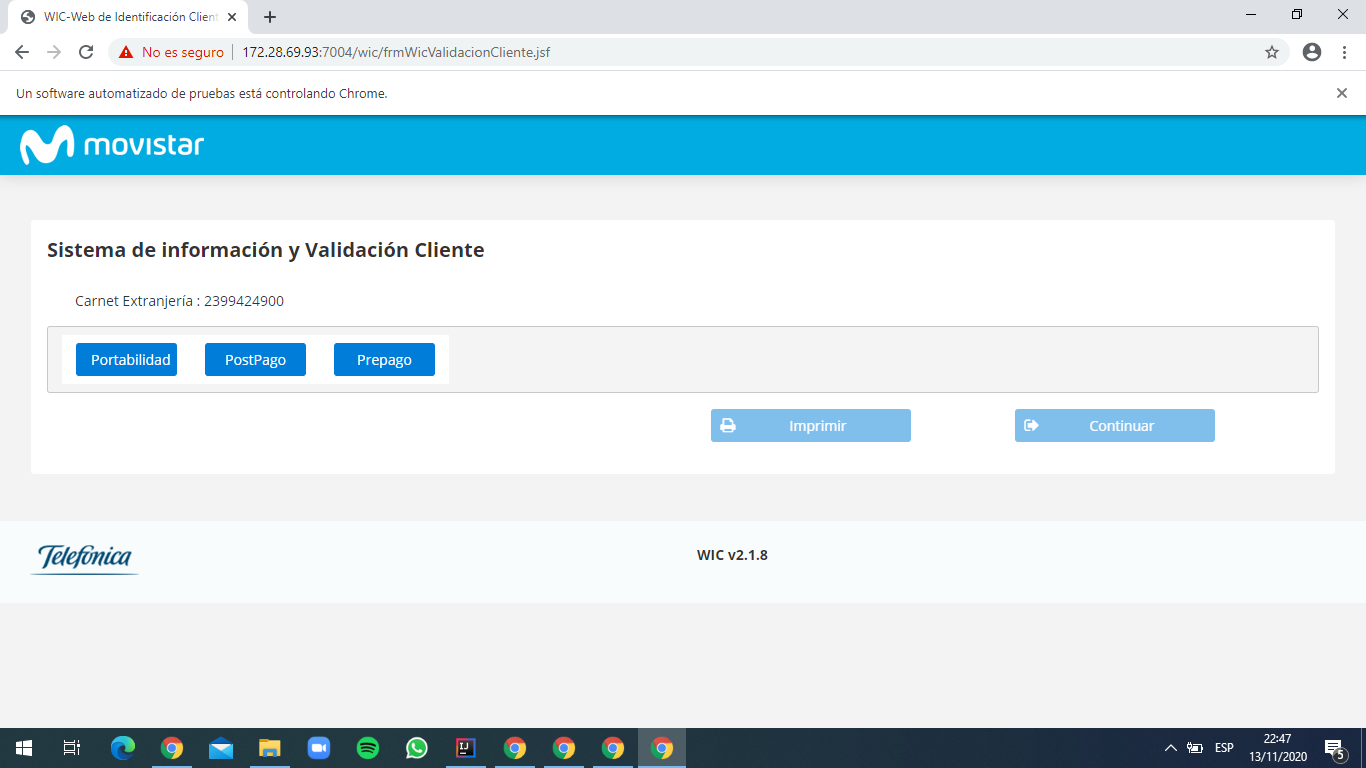 WIC-Web de Identificación Client
No es seguro 172.28.69.93:7004/wic/frmWicValidacionCliente.jsf
Un software automatizado de pruebas está controlando Chrome.
movistar
Sistema de información y Validación Cliente
Carnet Extranjería : 2399424900
Portabilidad PostPago Prepago
Imprimir Continuar
Telefónica
WIC v2.1.8
IJ
ESP
22:47
13/11/2020
5